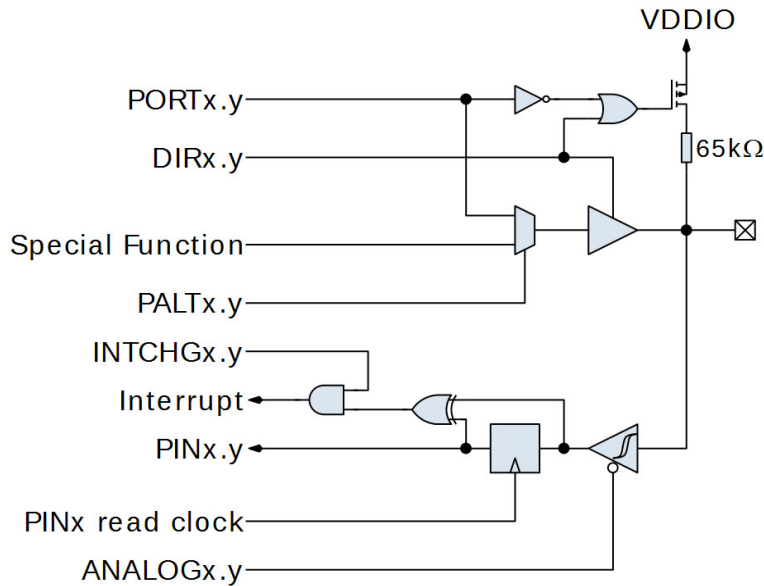 VDDIO
PORTx.y
DIRx.y
65kΩ
Special Function
PALTx.y
INTCHGx.y
Interrupt
PINx.y
PINx read clock
ANALOGx.y